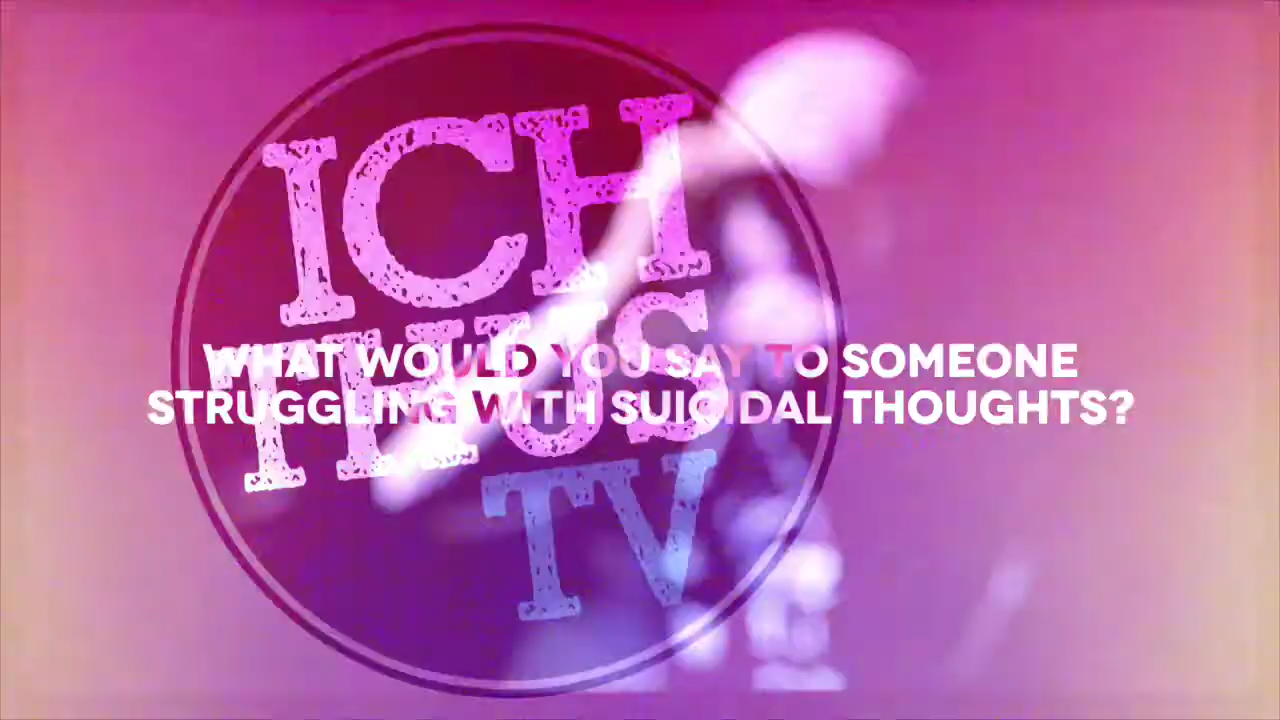 ICH
THUS
TV
WHAT WOULD YOU SAY TO SOMEONE
STRUGGLING WITH SUICIDAL THOUGHTS?